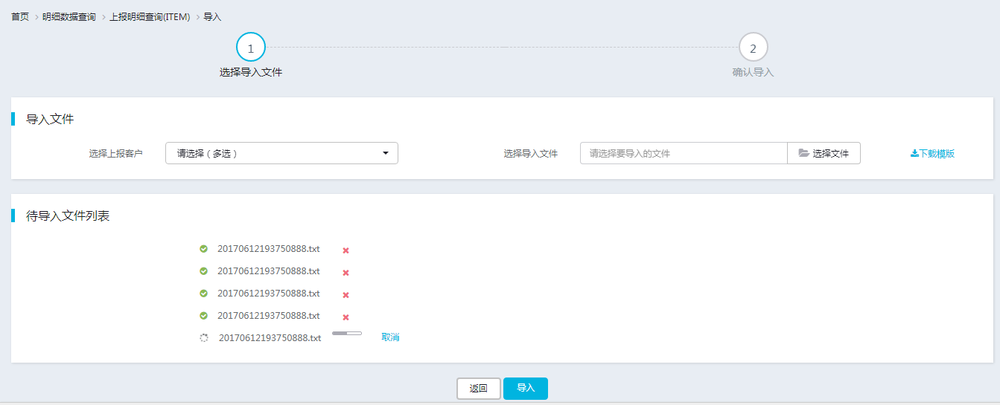 首页 > 明细数据查询 > 上报明细查询(ITEM) > 导入
1
2
选择导入文件
确认导入
导入文件
选择上报客户 请选择（多选） 选择导入文件 请选择要导入的文件 选择文件 下载模版
待导入文件列表
20170612193750888.txt
20170612193750888.txt
20170612193750888.txt
20170612193750888.txt
20170612193750888.txt 取消
返回 导入